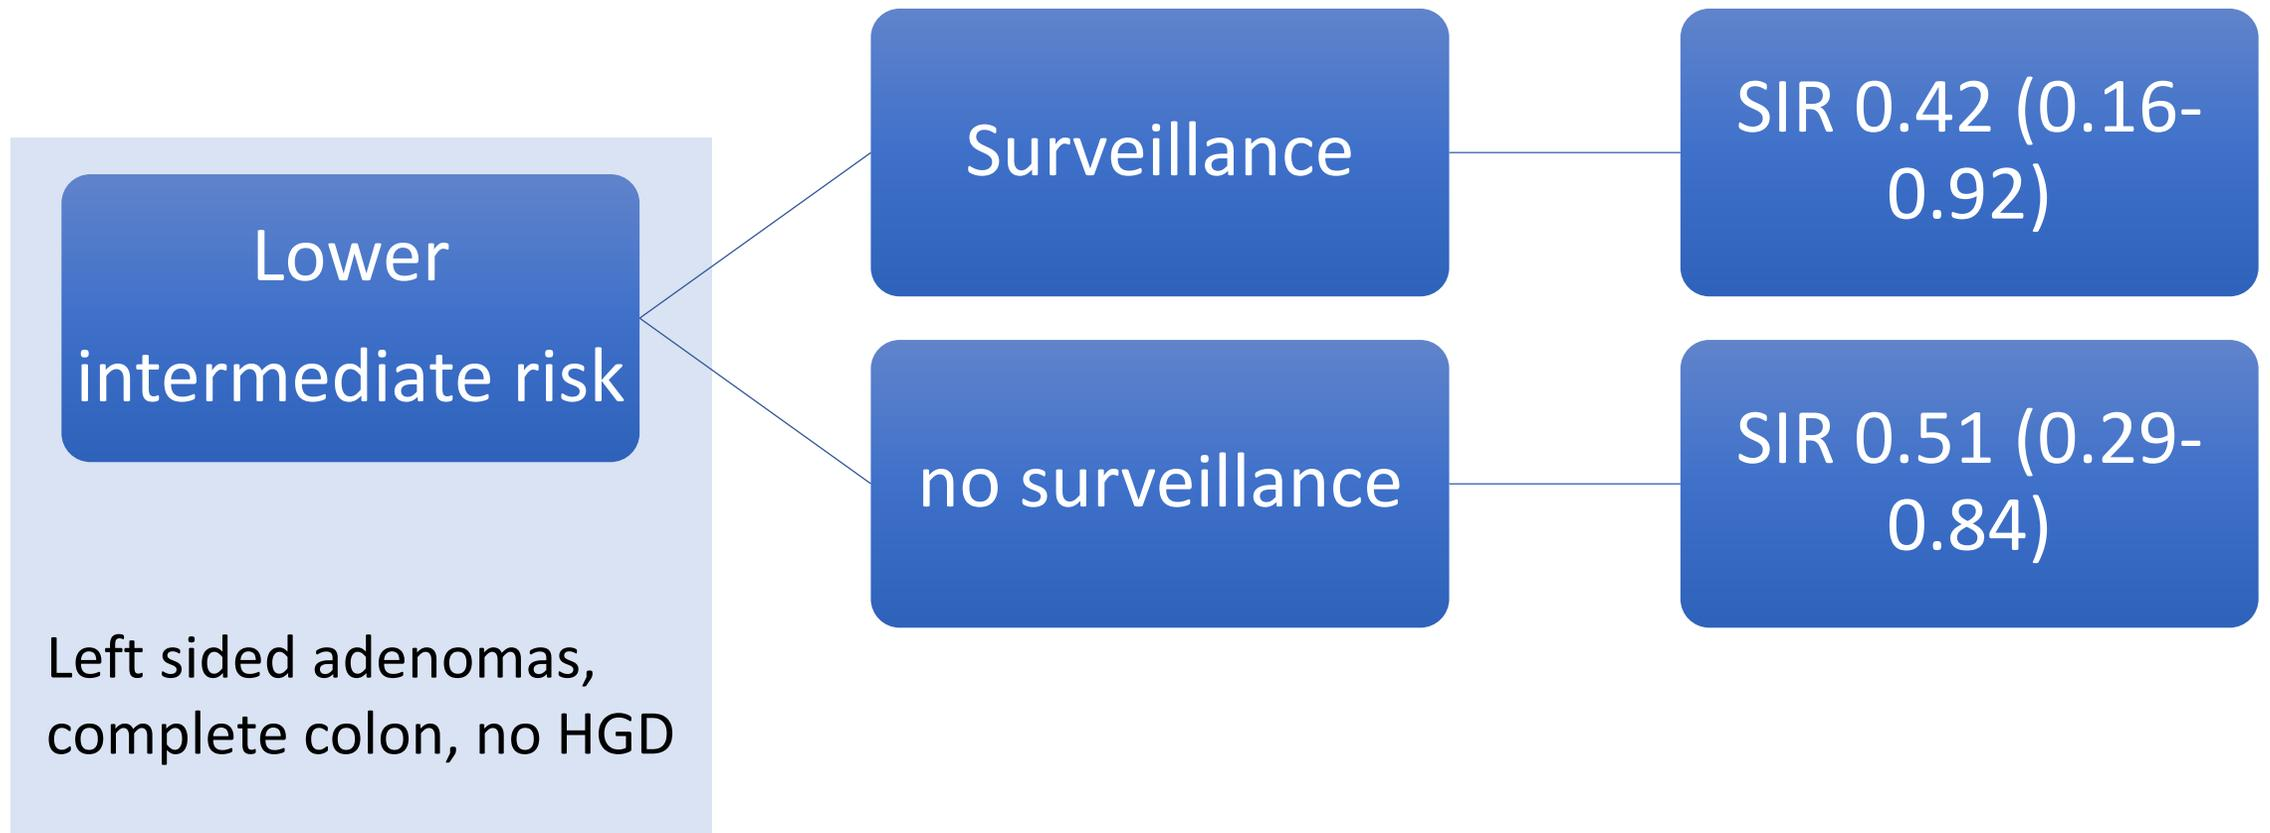 Lower
intermediate risk
Left sided adenomas,
complete colon, no HGD
Surveillance
SIR 0.42 (0.16-
0.92)
no surveillance
SIR 0.51 (0.29-
0.84)